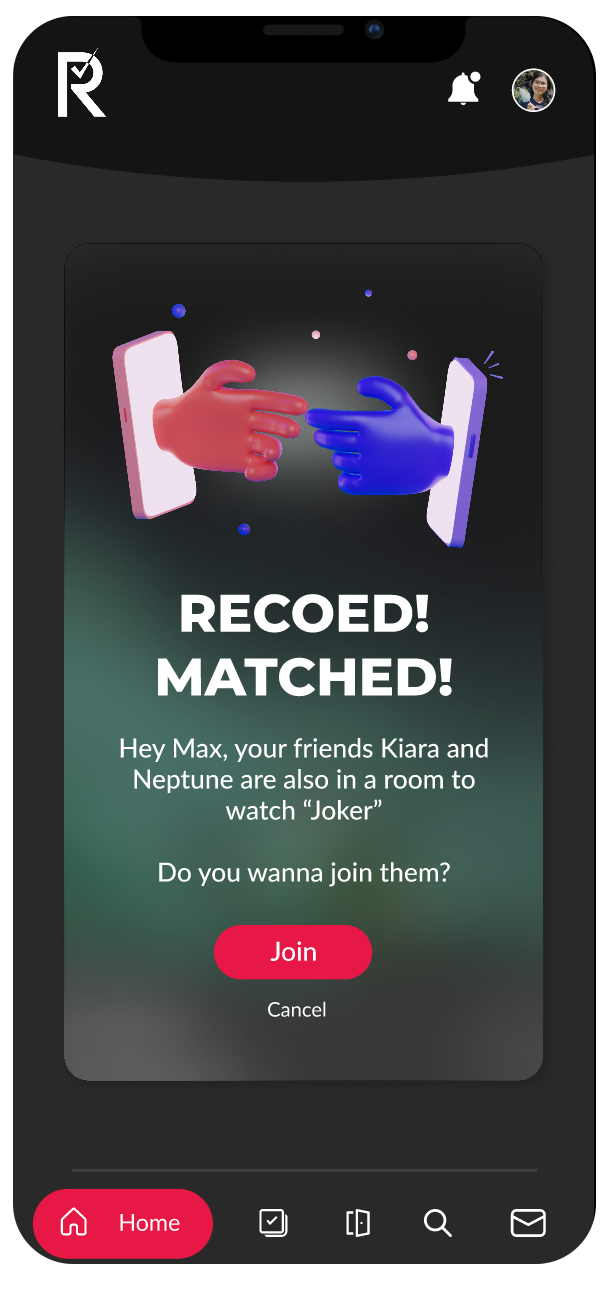 R
RECOED!
MATCHED!
Hey Max, your friends Kiara and
Neptune are also in a room to
watch “Joker”
Do you wanna join them?
Join
Cancel
Home